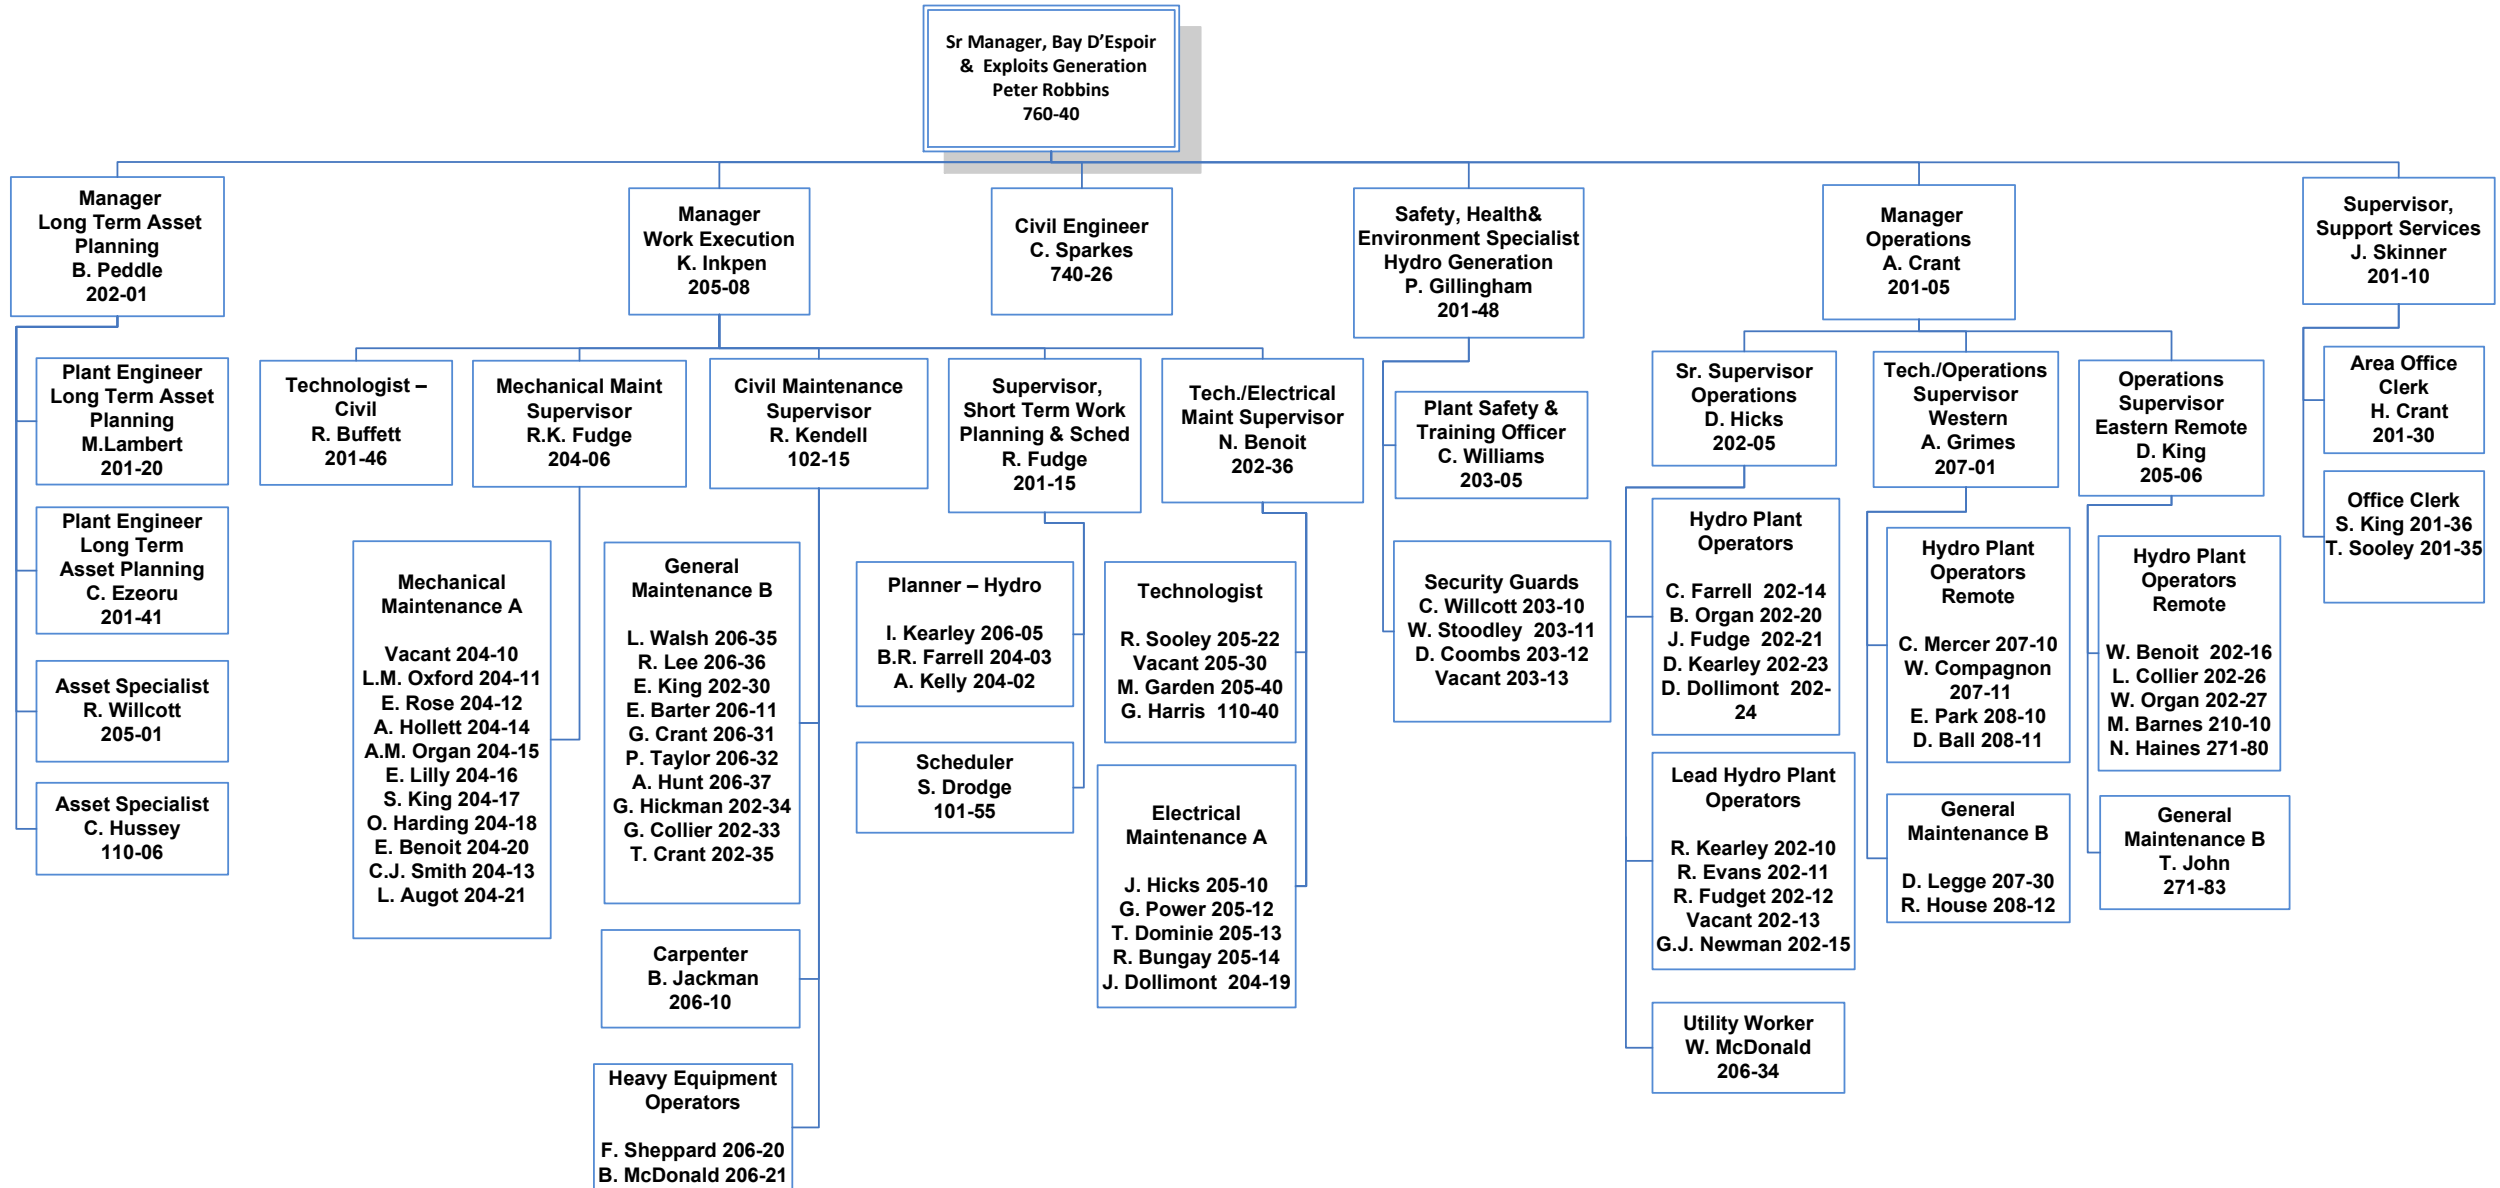 Sr Manager, Bay D’Espoir
& Exploits Generation
Peter Robbins
760-40
Manager
Long Term Asset
Planning
B. Peddle
202-01
Plant Engineer
Long Term Asset
Planning
M.Lambert
201-20
Plant Engineer
Long Term
Asset Planning
C. Ezeoru
201-41
Asset Specialist
R. Willcott
205-01
Asset Specialist
C. Hussey
110-06
Manager
Work Execution
K. Inkpen
205-08
Technologist –
Civil
R. Buffett
201-46
Mechanical Maint
Supervisor
R.K. Fudge
204-06
Mechanical
Maintenance A
Vacant 204-10
L.M. Oxford 204-11
E. Rose 204-12
A. Hollett 204-14
A.M. Organ 204-15
E. Lilly 204-16
S. King 204-17
O. Harding 204-18
E. Benoit 204-20
C.J. Smith 204-13
L. Augot 204-21
Civil Maintenance
Supervisor
R. Kendell
102-15
General
Maintenance B
L. Walsh 206-35
R. Lee 206-36
E. King 202-30
E. Barter 206-11
G. Crant 206-31
P. Taylor 206-32
A. Hunt 206-37
G. Hickman 202-34
G. Collier 202-33
T. Crant 202-35
Carpenter
B. Jackman
206-10
Heavy Equipment
Operators
F. Sheppard 206-20
B. McDonald 206-21
Supervisor,
Short Term Work
Planning & Sched
R. Fudge
201-15
Planner – Hydro
I. Kearley 206-05
B.R. Farrell 204-03
A. Kelly 204-02
Scheduler
S. Drodge
101-55
Tech./Electrical
Maint Supervisor
N. Benoit
202-36
Technologist
R. Sooley 205-22
Vacant 205-30
M. Garden 205-40
G. Harris 110-40
Electrical
Maintenance A
J. Hicks 205-10
G. Power 205-12
T. Dominie 205-13
R. Bungay 205-14
J. Dollimont 204-19
Civil Engineer
C. Sparkes
740-26
Safety, Health&
Environment Specialist
Hydro Generation
P. Gillingham
201-48
Plant Safety &
Training Officer
C. Williams
203-05
Security Guards
C. Willcott 203-10
W. Stoodley 203-11
D. Coombs 203-12
Vacant 203-13
Manager
Operations
A. Crant
201-05
Sr. Supervisor
Operations
D. Hicks
202-05
Hydro Plant
Operators
C. Farrell 202-14
B. Organ 202-20
J. Fudge 202-21
D. Kearley 202-23
D. Dollimont 202-
24
Lead Hydro Plant
Operators
R. Kearley 202-10
R. Evans 202-11
R. Fudget 202-12
Vacant 202-13
G.J. Newman 202-15
Utility Worker
W. McDonald
206-34
Tech./Operations
Supervisor
Western
A. Grimes
207-01
Hydro Plant
Operators
Remote
C. Mercer 207-10
W. Compagnon
207-11
E. Park 208-10
D. Ball 208-11
General
Maintenance B
D. Legge 207-30
R. House 208-12
Operations
Supervisor
Eastern Remote
D. King
205-06
Hydro Plant
Operators
Remote
W. Benoit 202-16
L. Collier 202-26
W. Organ 202-27
M. Barnes 210-10
N. Haines 271-80
General
Maintenance B
T. John
271-83
Supervisor,
Support Services
J. Skinner
201-10
Area Office
Clerk
H. Crant
201-30
Office Clerk
S. King 201-36
T. Sooley 201-35